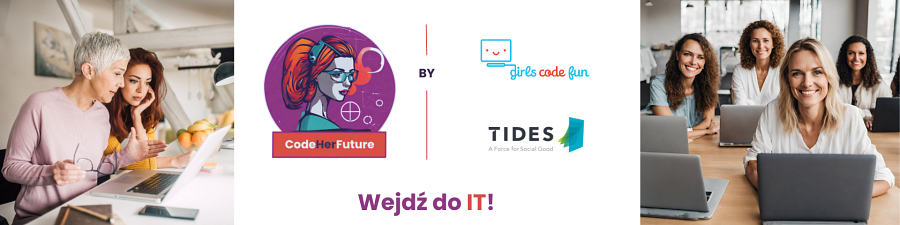 CodeHerFuture
BY
girls code fun
TIDES
A Force for Social Good
Wejdź do IT!